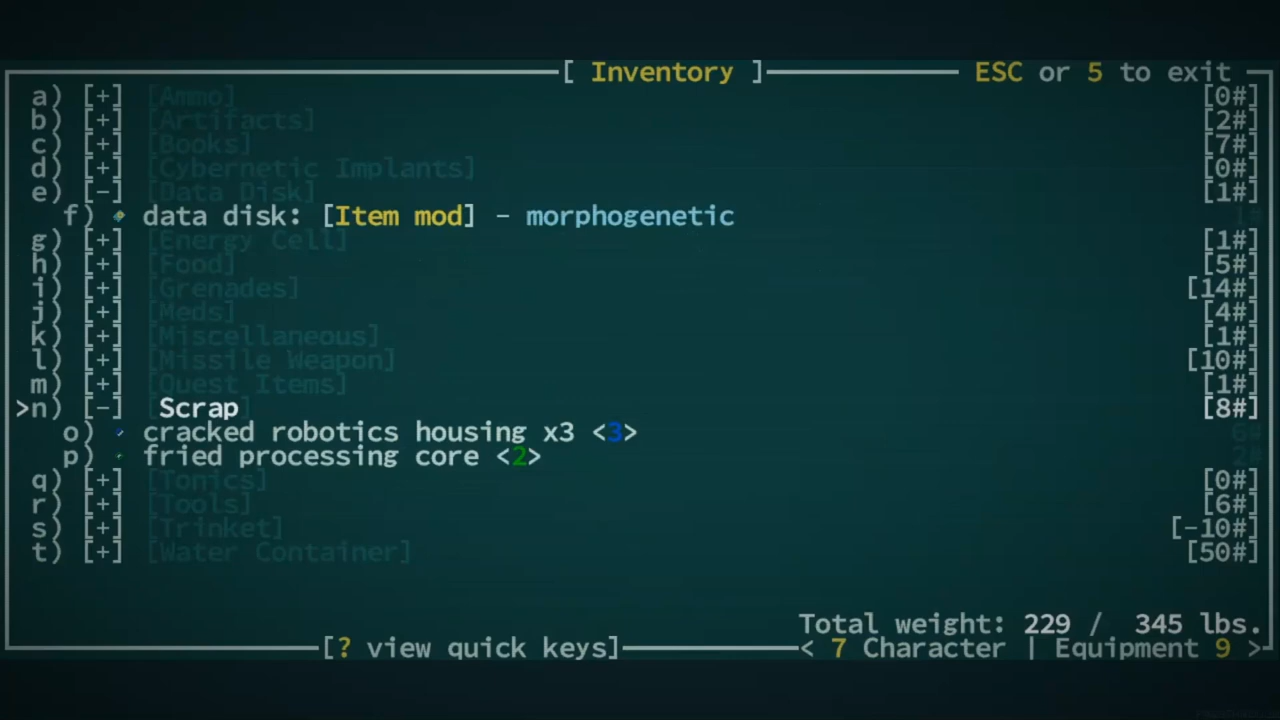 [ Inventory ] ESC or 5 to exit
a) [+] [Ammo] [0#]
b) [+] [Artifacts] [2#]
c) [+] [Books] [7#]
d) [+] [Cybernetic Implants] [0#]
e) [-] [Data Disk] [1#]
f) data disk: [Item mod] - morphogenetic 1#
g) [+] [Energy Cell] [1#]
h) [+] [Food] [5#]
i) [+] [Grenades] [14#]
j) [+] [Meds] [4#]
k) [+] [Miscellaneous] [1#]
l) [+] [Missile Weapon] [10#]
m) [+] [Quest Items] [1#]
>n) [-] Scrap] [8#]
o) cracked robotics housing x3 <3> 6#
p) fried processing core <2> 2#
q) [+] [Tonics] [0#]
r) [+] [Tools] [6#]
s) [+] [Trinket] [-10#]
t) [+] [Water Container] [50#]
Total weight: 229 / 345 lbs.
[? view quick keys] < 7 Character | Equipment 9 >